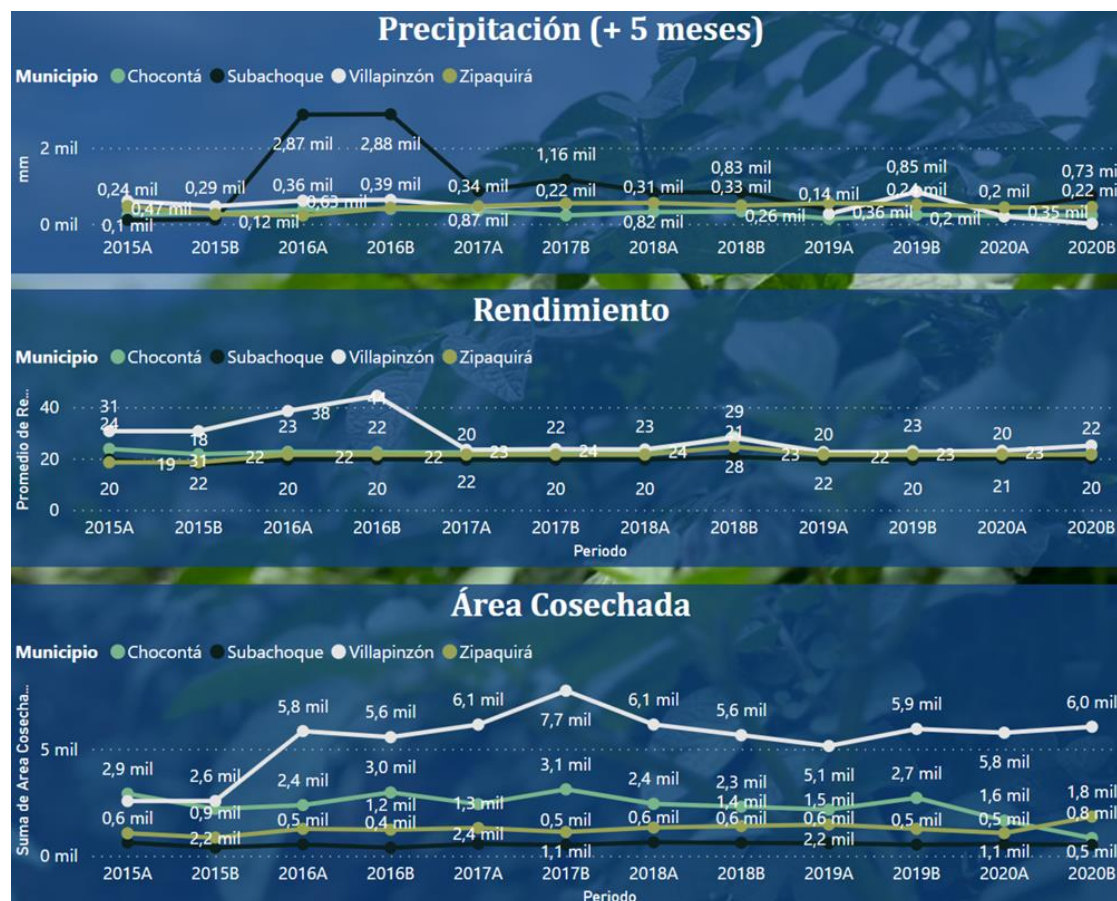 Precipitación (+ 5 meses)
Municipio Chocontá Subachoque Villapinzón Zipaquirá
mm
2 mil
0 mil
2,87 mil 2,88 mil 1,16 mil 0,83 mil 0,85 mil 0,73 mil
0,24 mil 0,29 mil 0,36 mil 0,39 mil 0,34 mil 0,22 mil 0,31 mil 0,33 mil 0,14 mil 0,24 mil 0,2 mil 0,22 mil
0,47 mil 0,63 mil
0,1 mil 0,12 mil 0,87 mil 0,82 mil 0,26 mil 0,36 mil 0,2 mil 0,35 mil
2015A 2015B 2016A 2016B 2017A 2017B 2018A 2018B 2019A 2019B 2020A 2020B
Rendimiento
Municipio Chocontá Subachoque Villapinzón Zipaquirá
Promedio de Re...
40
20
0
31 29
24 18 23 38 22 20 22 23 20 23 20 22
19 31 22 22 22 23 24 24 28 23 22 23 23
20 22 20 20 22 20 20 22 20 21 20
2015A 2015B 2016A 2016B 2017A 2017B 2018A 2018B 2019A 2019B 2020A 2020B
Periodo
Área Cosechada
Municipio Chocontá Subachoque Villapinzón Zipaquirá
Suma de Área Cosecha...
5 mil
0 mil
5,8 mil 5,6 mil 6,1 mil 7,7 mil 6,1 mil 5,6 mil 5,9 mil 6,0 mil
2,9 mil 2,6 mil 2,4 mil 3,0 mil 3,1 mil 2,4 mil 2,3 mil 5,1 mil 2,7 mil 5,8 mil
0,9 mil 1,2 mil 1,3 mil 1,4 mil 1,5 mil 1,6 mil 1,8 mil
0,6 mil 0,5 mil 0,4 mil 0,5 mil 0,6 mil 0,6 mil 0,6 mil 0,5 mil 0,5 mil 0,8 mil
2,2 mil 2,4 mil 1,1 mil 2,2 mil 1,1 mil 0,5 mil
2015A 2015B 2016A 2016B 2017A 2017B 2018A 2018B 2019A 2019B 2020A 2020B
Periodo